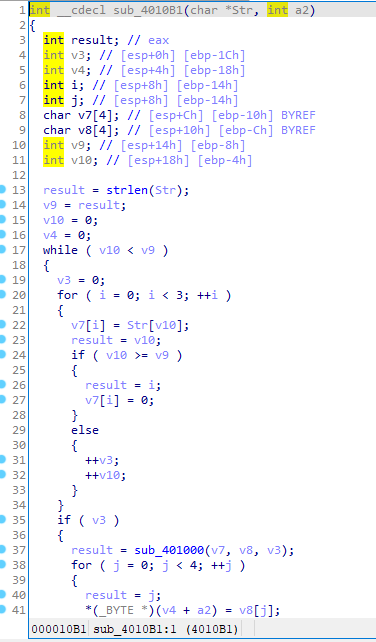 1 int __cdecl sub_4010B1(char *Str, int a2)
2 {
3 int result; // eax
4 int v3; // [esp+0h] [ebp-1Ch]
5 int v4; // [esp+4h] [ebp-18h]
6 int i; // [esp+8h] [ebp-14h]
7 int j; // [esp+8h] [ebp-14h]
8 char v7[4]; // [esp+Ch] [ebp-10h] BYREF
9 char v8[4]; // [esp+10h] [ebp-Ch] BYREF
10 int v9; // [esp+14h] [ebp-8h]
11 int v10; // [esp+18h] [ebp-4h]
12
13 result = strlen(Str);
14 v9 = result;
15 v10 = 0;
16 v4 = 0;
17 while ( v10 < v9 )
18 {
19 v3 = 0;
20 for ( i = 0; i < 3; ++i )
21 {
22 v7[i] = Str[v10];
23 result = v10;
24 if ( v10 >= v9 )
25 {
26 result = i;
27 v7[i] = 0;
28 }
29 else
30 {
31 ++v3;
32 ++v10;
33 }
34 }
35 if ( v3 )
36 {
37 result = sub_401000(v7, v8, v3);
38 for ( j = 0; j < 4; ++j )
39 {
40 result = j;
41 *(_BYTE *)(v4 + a2) = v8[j];
000010B1 sub_4010B1:1 (4010B1)